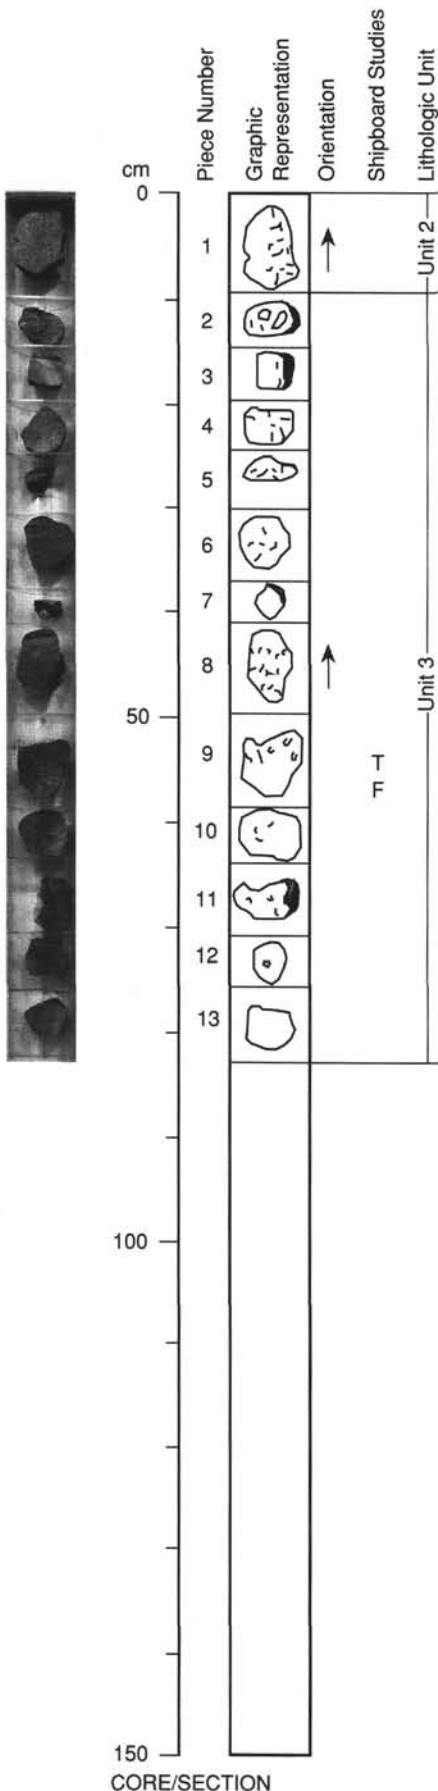 cm
Piece Number
Graphic
Representation
Orientation
Shipboard Studies
Lithologic Unit
0
1
Unit 2
2
3
4
5
6
7
8
Unit 3
50
9
T
F
10
11
12
13
100
150
CORE/SECTION